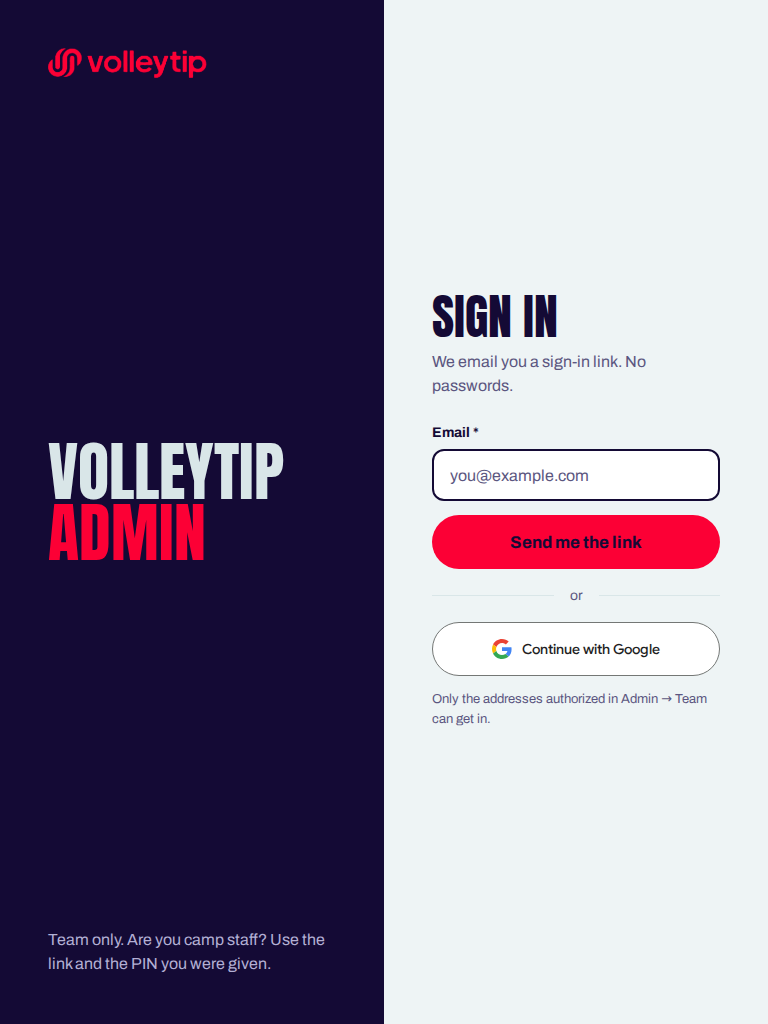 volleytip
VOLLEYTIP
ADMIN
Team only. Are you camp staff? Use the
link and the PIN you were given.
SIGN IN
We email you a sign-in link. No
passwords.
Email *
you@example.com
Send me the link
or
Continue with Google
Only the addresses authorized in Admin → Team
can get in.